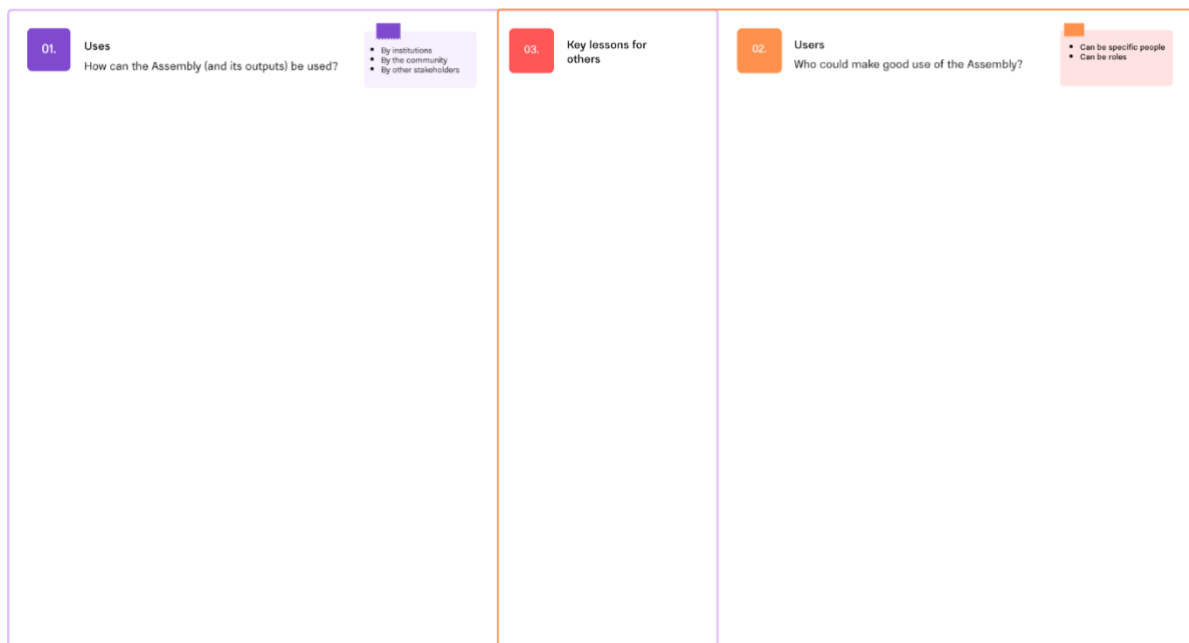 01.
Uses
How can the Assembly (and its outputs) be used?
By institutions
By the community
By other stakeholders
03.
Key lessons for
others
02.
Users
Who could make good use of the Assembly?
Can be specific people
Can be roles